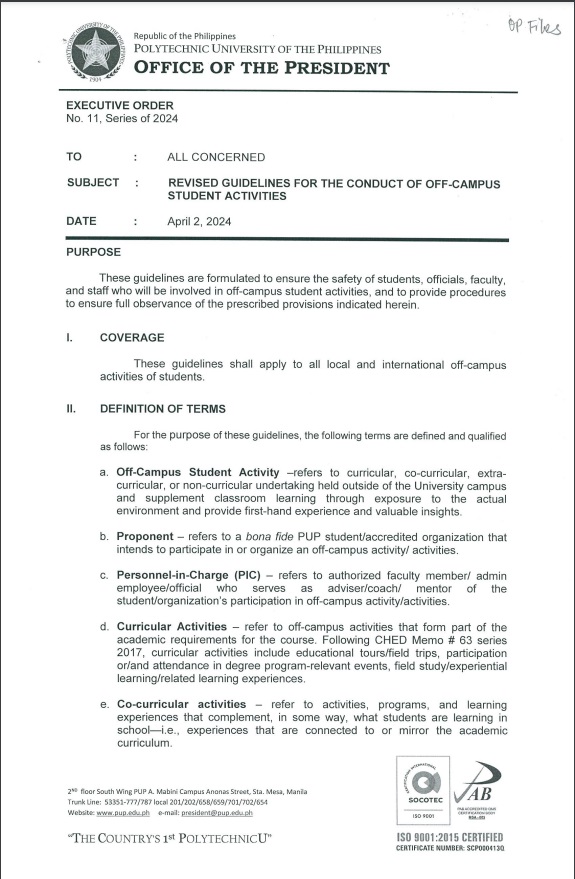 OP Files
Republic of the Philippines
POLYTECHNIC UNIVERSITY OF THE PHILIPPINES
OFFICE OF THE PRESIDENT
1904
EXECUTIVE ORDER
No. 11, Series of 2024
TO : ALL CONCERNED
SUBJECT : REVISED GUIDELINES FOR THE CONDUCT OF OFF-CAMPUS
STUDENT ACTIVITIES
DATE : April 2, 2024
PURPOSE
These guidelines are formulated to ensure the safety of students, officials, faculty,
and staff who will be involved in off-campus student activities, and to provide procedures
to ensure full observance of the prescribed provisions indicated herein.
I. COVERAGE
These guidelines shall apply to all local and international off-campus
activities of students.
II. DEFINITION OF TERMS
For the purpose of these guidelines, the following terms are defined and qualified
as follows:
a. Off-Campus Student Activity –refers to curricular, co-curricular, extra-
curricular, or non-curricular undertaking held outside of the University campus
and supplement classroom learning through exposure to the actual
environment and provide first-hand experience and valuable insights.
b. Proponent – refers to a bona fide PUP student/accredited organization that
intends to participate in or organize an off-campus activity/ activities.
c. Personnel-in-Charge (PIC) – refers to authorized faculty member/ admin
employee/official who serves as adviser/coach/ mentor of the
student/organization's participation in off-campus activity/activities.
d. Curricular Activities – refer to off-campus activities that form part of the
academic requirements for the course. Following CHED Memo # 63 series
2017, curricular activities include educational tours/field trips, participation
or/and attendance in degree program-relevant events, field study/experiential
learning/related learning experiences.
e. Co-curricular activities – refer to activities, programs, and learning
experiences that complement, in some way, what students are learning in
school—i.e., experiences that are connected to or mirror the academic
curriculum.
2ND floor South Wing PUP A. Mabini Campus Anonas Street, Sta. Mesa, Manila
Trunk Line: 53351-777/787 local 201/202/658/659/701/702/654
Website: www.pup.edu.ph e-mail: president@pup.edu.ph
"THE COUNTRY'S 1st POLYTECHNICU"
SOCOTEC
ISO 9001
PAB
ISO 9001:2015 CERTIFIED
CERTIFICATE NUMBER: SCP000413Q